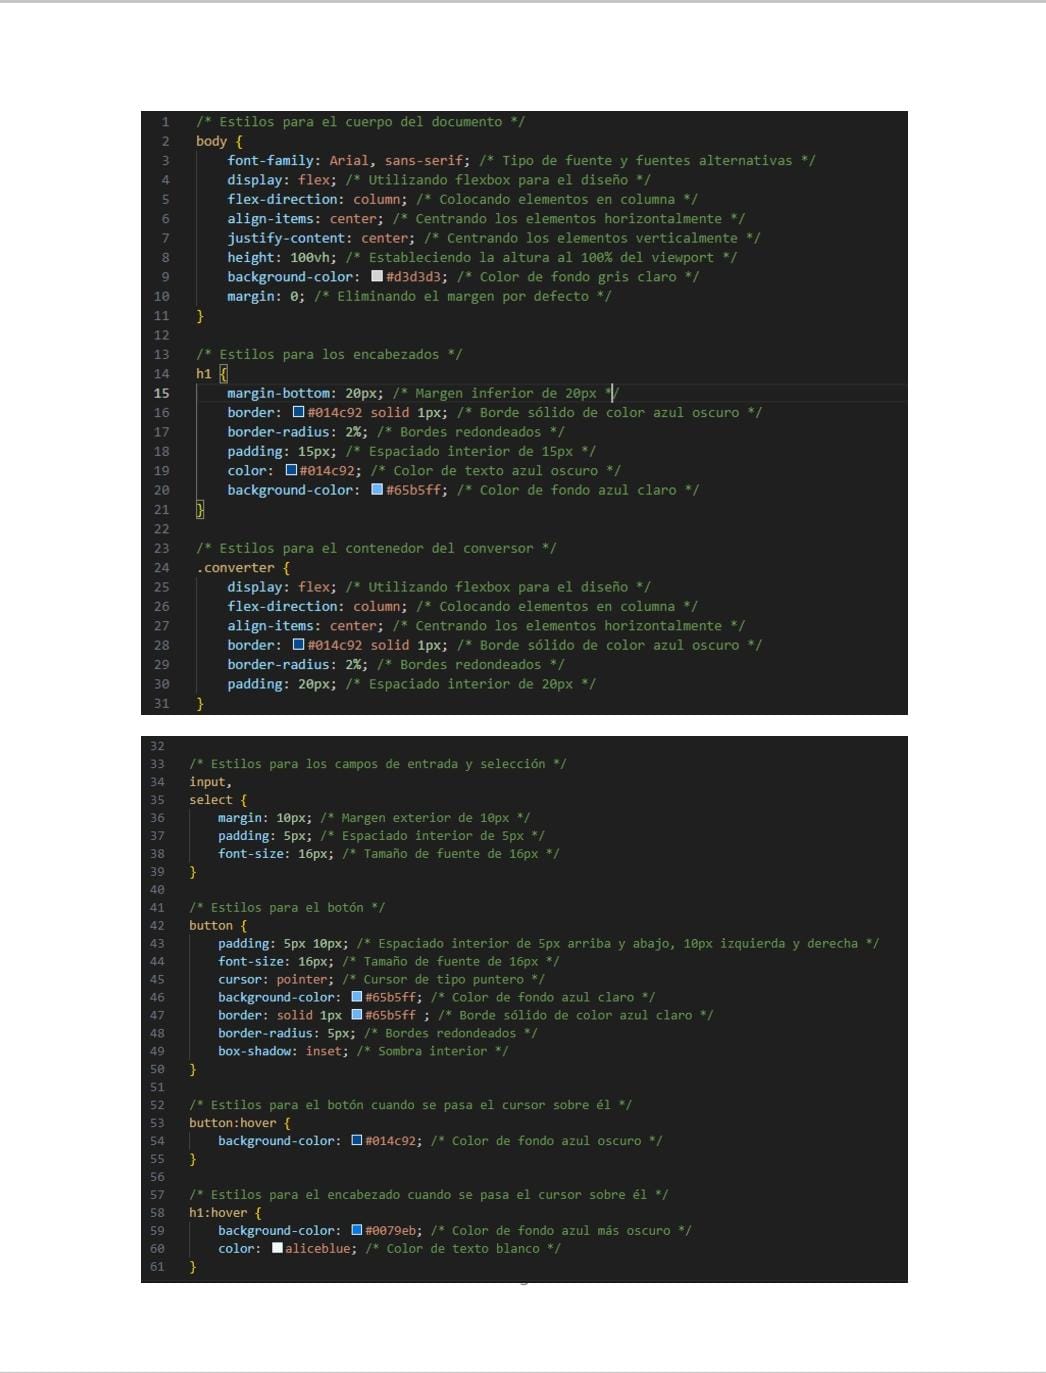 1 /* Estilos para el cuerpo del documento */
2 body {
3 font-family: Arial, sans-serif; /* Tipo de fuente y fuentes alternativas */
4 display: flex; /* Utilizando flexbox para el diseño */
5 flex-direction: column; /* Colocando elementos en columna */
6 align-items: center; /* Centrando los elementos horizontalmente */
7 justify-content: center; /* Centrando los elementos verticalmente */
8 height: 100vh; /* Estableciendo la altura al 100% del viewport */
9 background-color: #d3d3d3; /* Color de fondo gris claro */
10 margin: 0; /* Eliminando el margen por defecto */
11 }
12
13 /* Estilos para los encabezados */
14 h1 {
15 margin-bottom: 20px; /* Margen inferior de 20px */
16 border: #014c92 solid 1px; /* Borde sólido de color azul oscuro */
17 border-radius: 2%; /* Bordes redondeados */
18 padding: 15px; /* Espaciado interior de 15px */
19 color: #014c92; /* Color de texto azul oscuro */
20 background-color: #65b5ff; /* Color de fondo azul claro */
21 }
22
23 /* Estilos para el contenedor del conversor */
24 .converter {
25 display: flex; /* Utilizando flexbox para el diseño */
26 flex-direction: column; /* Colocando elementos en columna */
27 align-items: center; /* Centrando los elementos horizontalmente */
28 border: #014c92 solid 1px; /* Borde sólido de color azul oscuro */
29 border-radius: 2%; /* Bordes redondeados */
30 padding: 20px; /* Espaciado interior de 20px */
31 }
32
33 /* Estilos para los campos de entrada y selección */
34 input,
35 select {
36 margin: 10px; /* Margen exterior de 10px */
37 padding: 5px; /* Espaciado interior de 5px */
38 font-size: 16px; /* Tamaño de fuente de 16px */
39 }
40
41 /* Estilos para el botón */
42 button {
43 padding: 5px 10px; /* Espaciado interior de 5px arriba y abajo, 10px izquierda y derecha */
44 font-size: 16px; /* Tamaño de fuente de 16px */
45 cursor: pointer; /* Cursor de tipo puntero */
46 background-color: #65b5ff; /* Color de fondo azul claro */
47 border: solid 1px #65b5ff ; /* Borde sólido de color azul claro */
48 border-radius: 5px; /* Bordes redondeados */
49 box-shadow: inset; /* Sombra interior */
50 }
51
52 /* Estilos para el botón cuando se pasa el cursor sobre él */
53 button:hover {
54 background-color: #014c92; /* Color de fondo azul oscuro */
55 }
56
57 /* Estilos para el encabezado cuando se pasa el cursor sobre él */
58 h1:hover {
59 background-color: #0079eb; /* Color de fondo azul más oscuro */
60 color: aliceblue; /* Color de texto blanco */
61 }